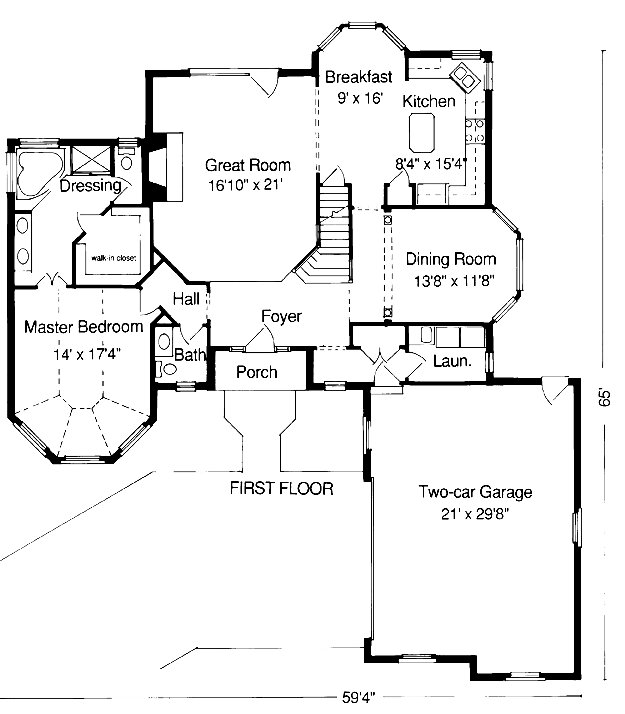 Breakfast
9' x 16'
Kitchen
8'4" x 15'4"
Great Room
16'10" x 21'
Dressing
walk-in closet
Dining Room
13'8" x 11'8"
Hall
Foyer
Master Bedroom
14' x 17'4"
Bath
Porch
Laun.
65'
FIRST FLOOR
Two-car Garage
21' x 29'8"
59'4"